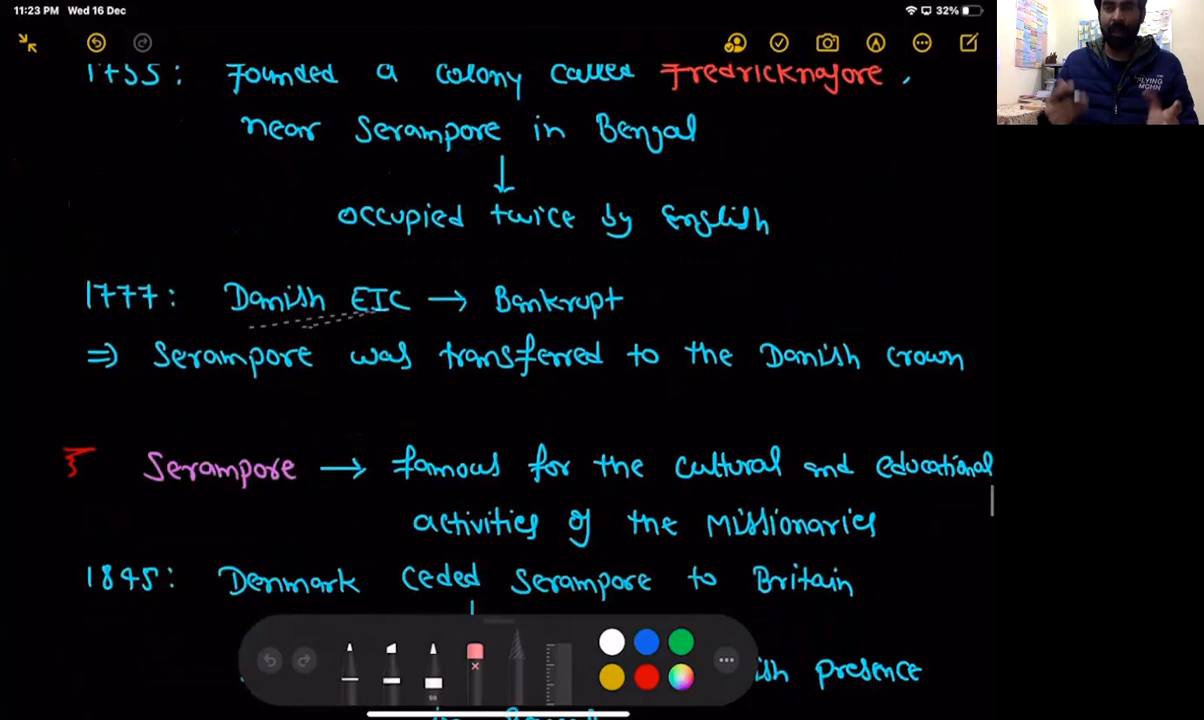 11:23 PM Wed 16 Dec
32%
FLYING
MCHN
1755: Founded a colony called Fredricknagore,
near Serampore in Bengal
↓
occupied twice by English
1777: Danish EIC → Bankrupt
⇒ Serampore was transferred to the Danish crown
Serampore → famous for the cultural and educational
activities of the Missionaries
1845: Denmark ceded Serampore to Britain
ish presence